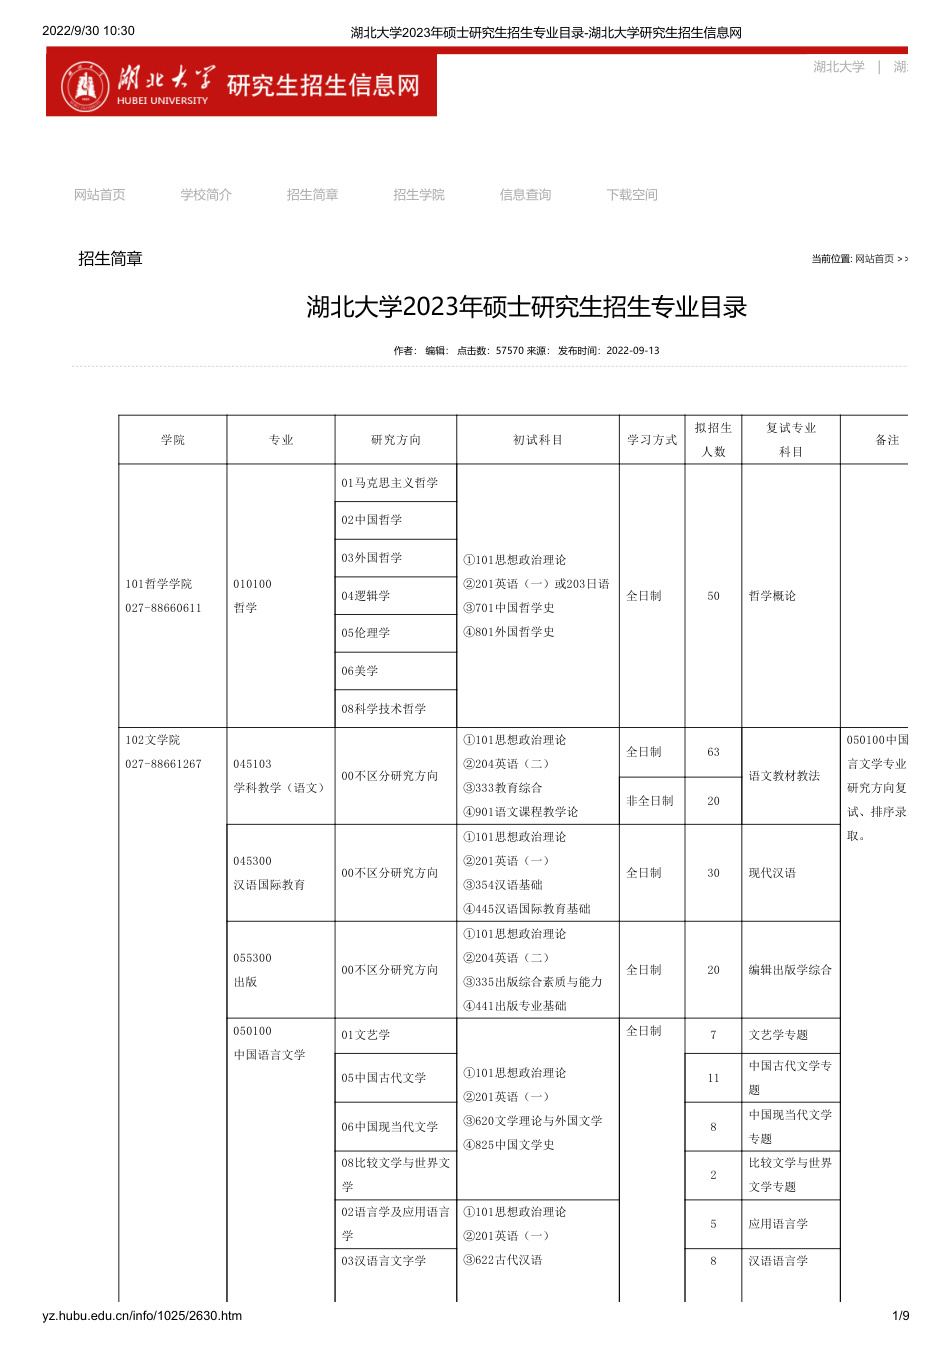 2022/9/30 10:30
湖北大学2023年硕士研究生招生专业目录-湖北大学研究生招生信息网
湖北大学 HUBEI UNIVERSITY 研究生招生信息网
湖北大学 | 湖
网站首页 学校简介 招生简章 招生学院 信息查询 下载空间
招生简章
当前位置: 网站首页 >>
湖北大学2023年硕士研究生招生专业目录
作者： 编辑： 点击数：57570 来源： 发布时间：2022-09-13
学院 专业 研究方向 初试科目 学习方式 拟招生人数 复试专业科目 备注
101哲学学院
027-88660611
010100
哲学
01马克思主义哲学
02中国哲学
03外国哲学
04逻辑学
05伦理学
06美学
08科学技术哲学
①101思想政治理论
②201英语（一）或203日语
③701中国哲学史
④801外国哲学史
全日制
50
哲学概论
102文学院
027-88661267
045103
学科教学（语文）
00不区分研究方向
①101思想政治理论
②204英语（二）
③333教育综合
④901语文课程教学论
全日制
63
非全日制
20
语文教材教法
050100中国
言文学专业
研究方向复
试、排序录
取。
045300
汉语国际教育
00不区分研究方向
①101思想政治理论
②201英语（一）
③354汉语基础
④445汉语国际教育基础
全日制
30
现代汉语
055300
出版
00不区分研究方向
①101思想政治理论
②204英语（二）
③335出版综合素质与能力
④441出版专业基础
全日制
20
编辑出版学综合
050100
中国语言文学
01文艺学
05中国古代文学
06中国现当代文学
08比较文学与世界文
学
①101思想政治理论
②201英语（一）
③620文学理论与外国文学
④825中国文学史
全日制
7
文艺学专题
11
中国古代文学专
题
8
中国现当代文学
专题
2
比较文学与世界
文学专题
02语言学及应用语言
学
03汉语言文字学
①101思想政治理论
②201英语（一）
③622古代汉语
5
应用语言学
8
汉语语言学
yz.hubu.edu.cn/info/1025/2630.htm
1/9